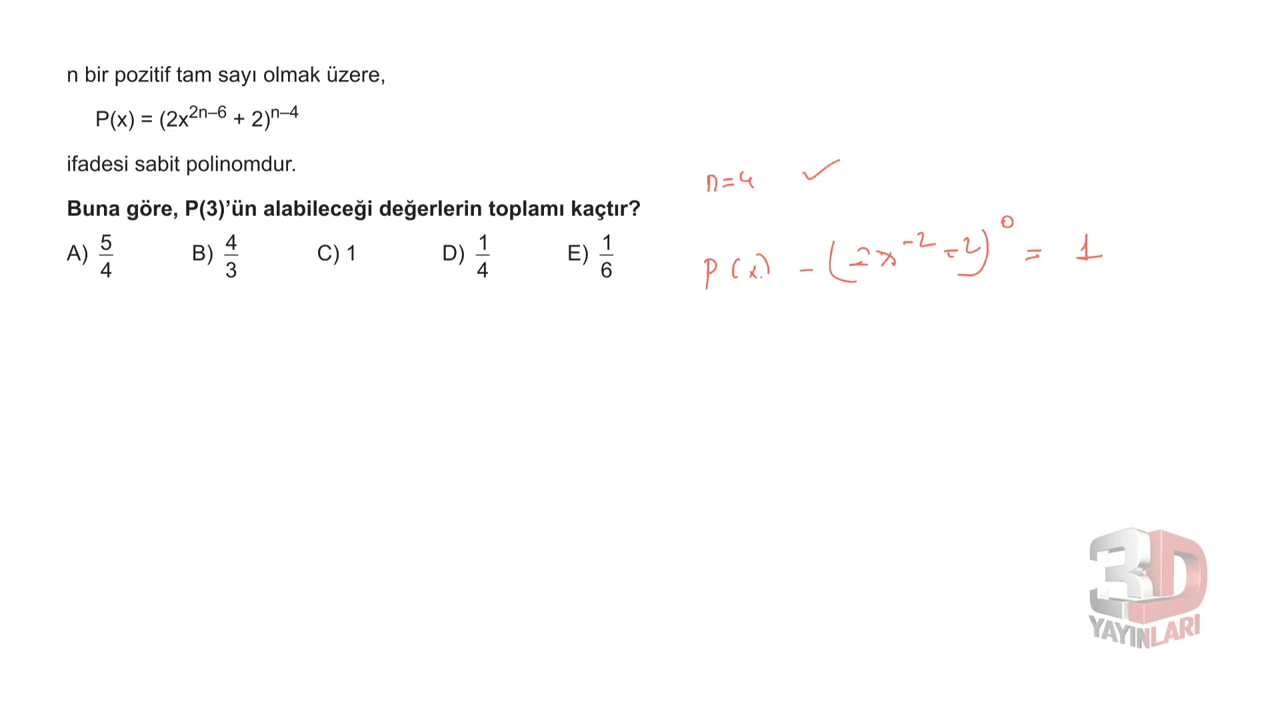 n bir pozitif tam sayı olmak üzere,
P(x) = (2x^{2n–6} + 2)^{n–4}
ifadesi sabit polinomdur.
Buna göre, P(3)’ün alabileceği değerlerin toplamı kaçtır?
A) 5/4 B) 4/3 C) 1 D) 1/4 E) 1/6
n=4 ✓
P(x) - (2x^{-2} + 2)^0 = 1
3D
YAYINLARI